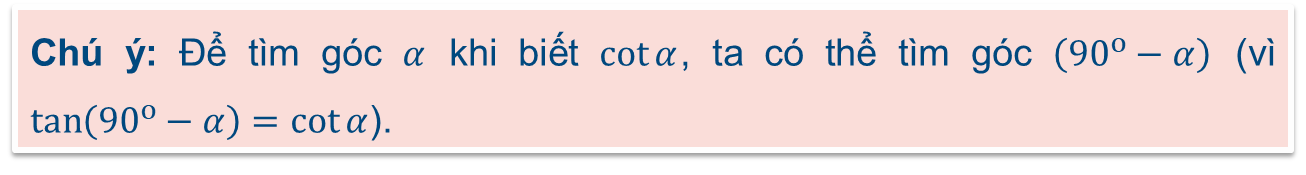 Chú ý: Để tìm góc α khi biết cot α, ta có thể tìm góc (90° − α) (vì
tan(90° − α) = cot α).